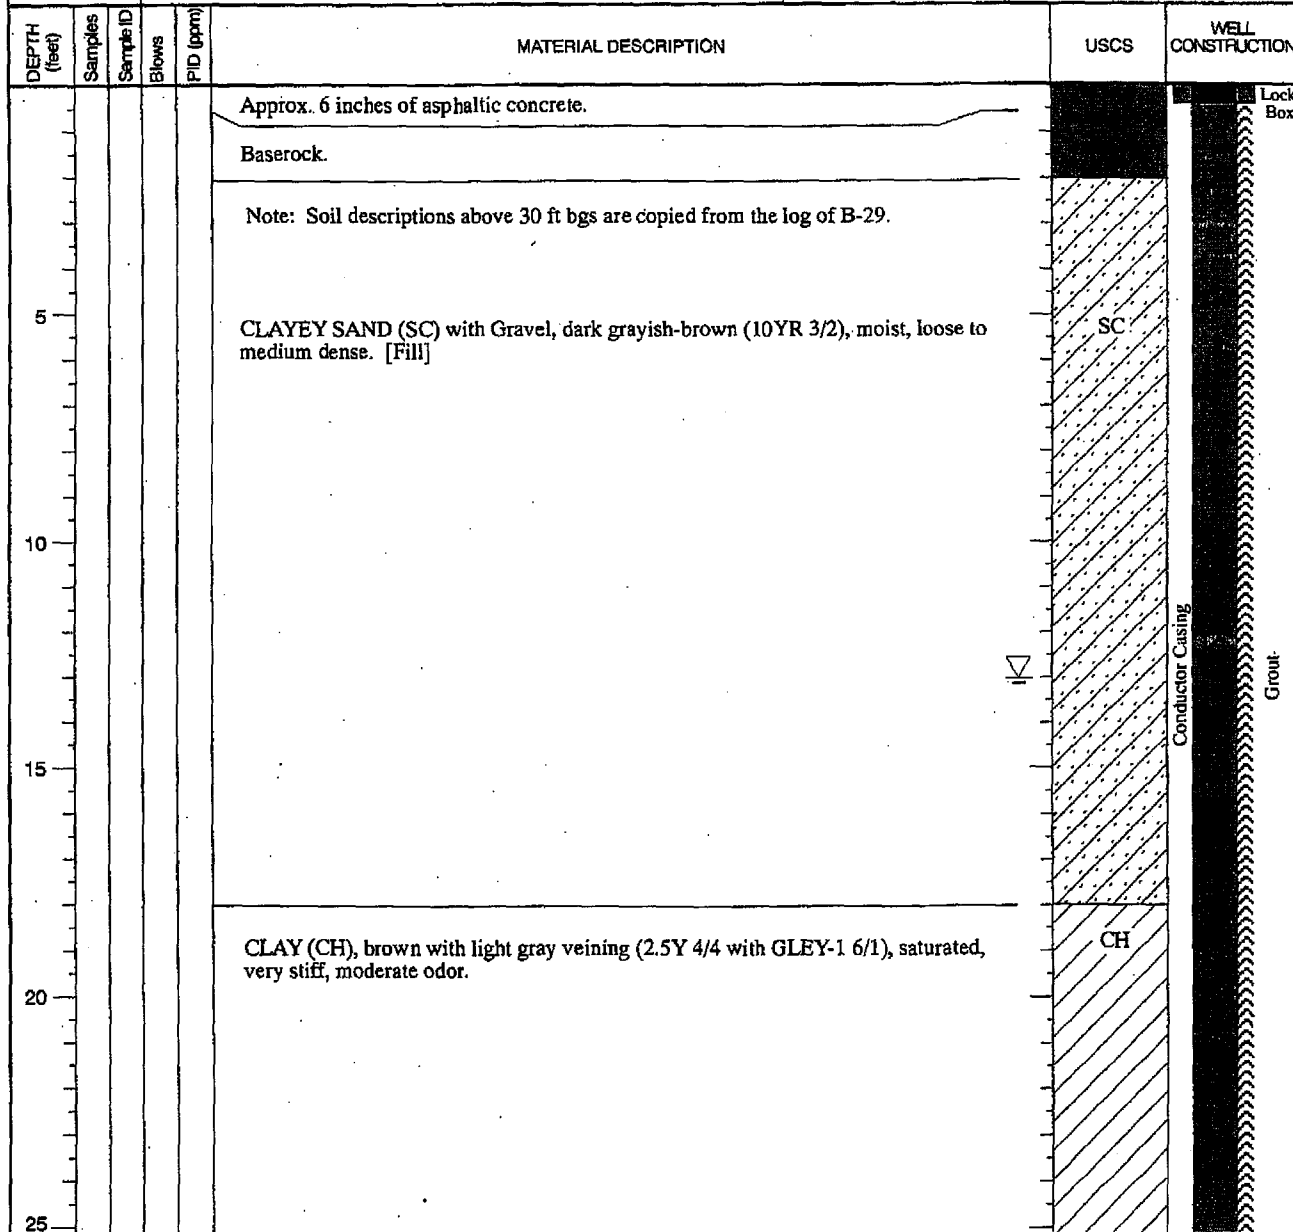 DEPTH
(feet)
Samples
Sample ID
Blows
PID (ppm)
MATERIAL DESCRIPTION
USCS
WELL
CONSTRUCTION
Approx. 6 inches of asphaltic concrete.
Lock
Box
Baserock.
Note: Soil descriptions above 30 ft bgs are copied from the log of B-29.
5
CLAYEY SAND (SC) with Gravel, dark grayish-brown (10YR 3/2), moist, loose to
medium dense. [Fill]
SC
10
Conductor Casing
Grout
15
CLAY (CH), brown with light gray veining (2.5Y 4/4 with GLEY-1 6/1), saturated,
very stiff, moderate odor.
CH
20
25